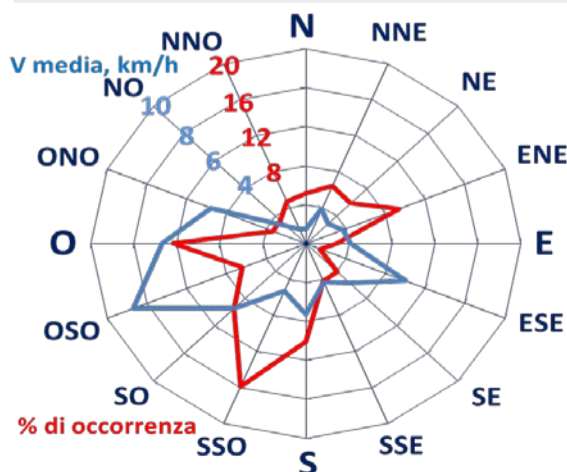 N
NNO
NNE
V media, km/h
20
NO
10
16
NE
8
12
ONO
6
8
ENE
4
O
E
OSO
ESE
SO
SE
% di occorrenza
SSO
SSE
S